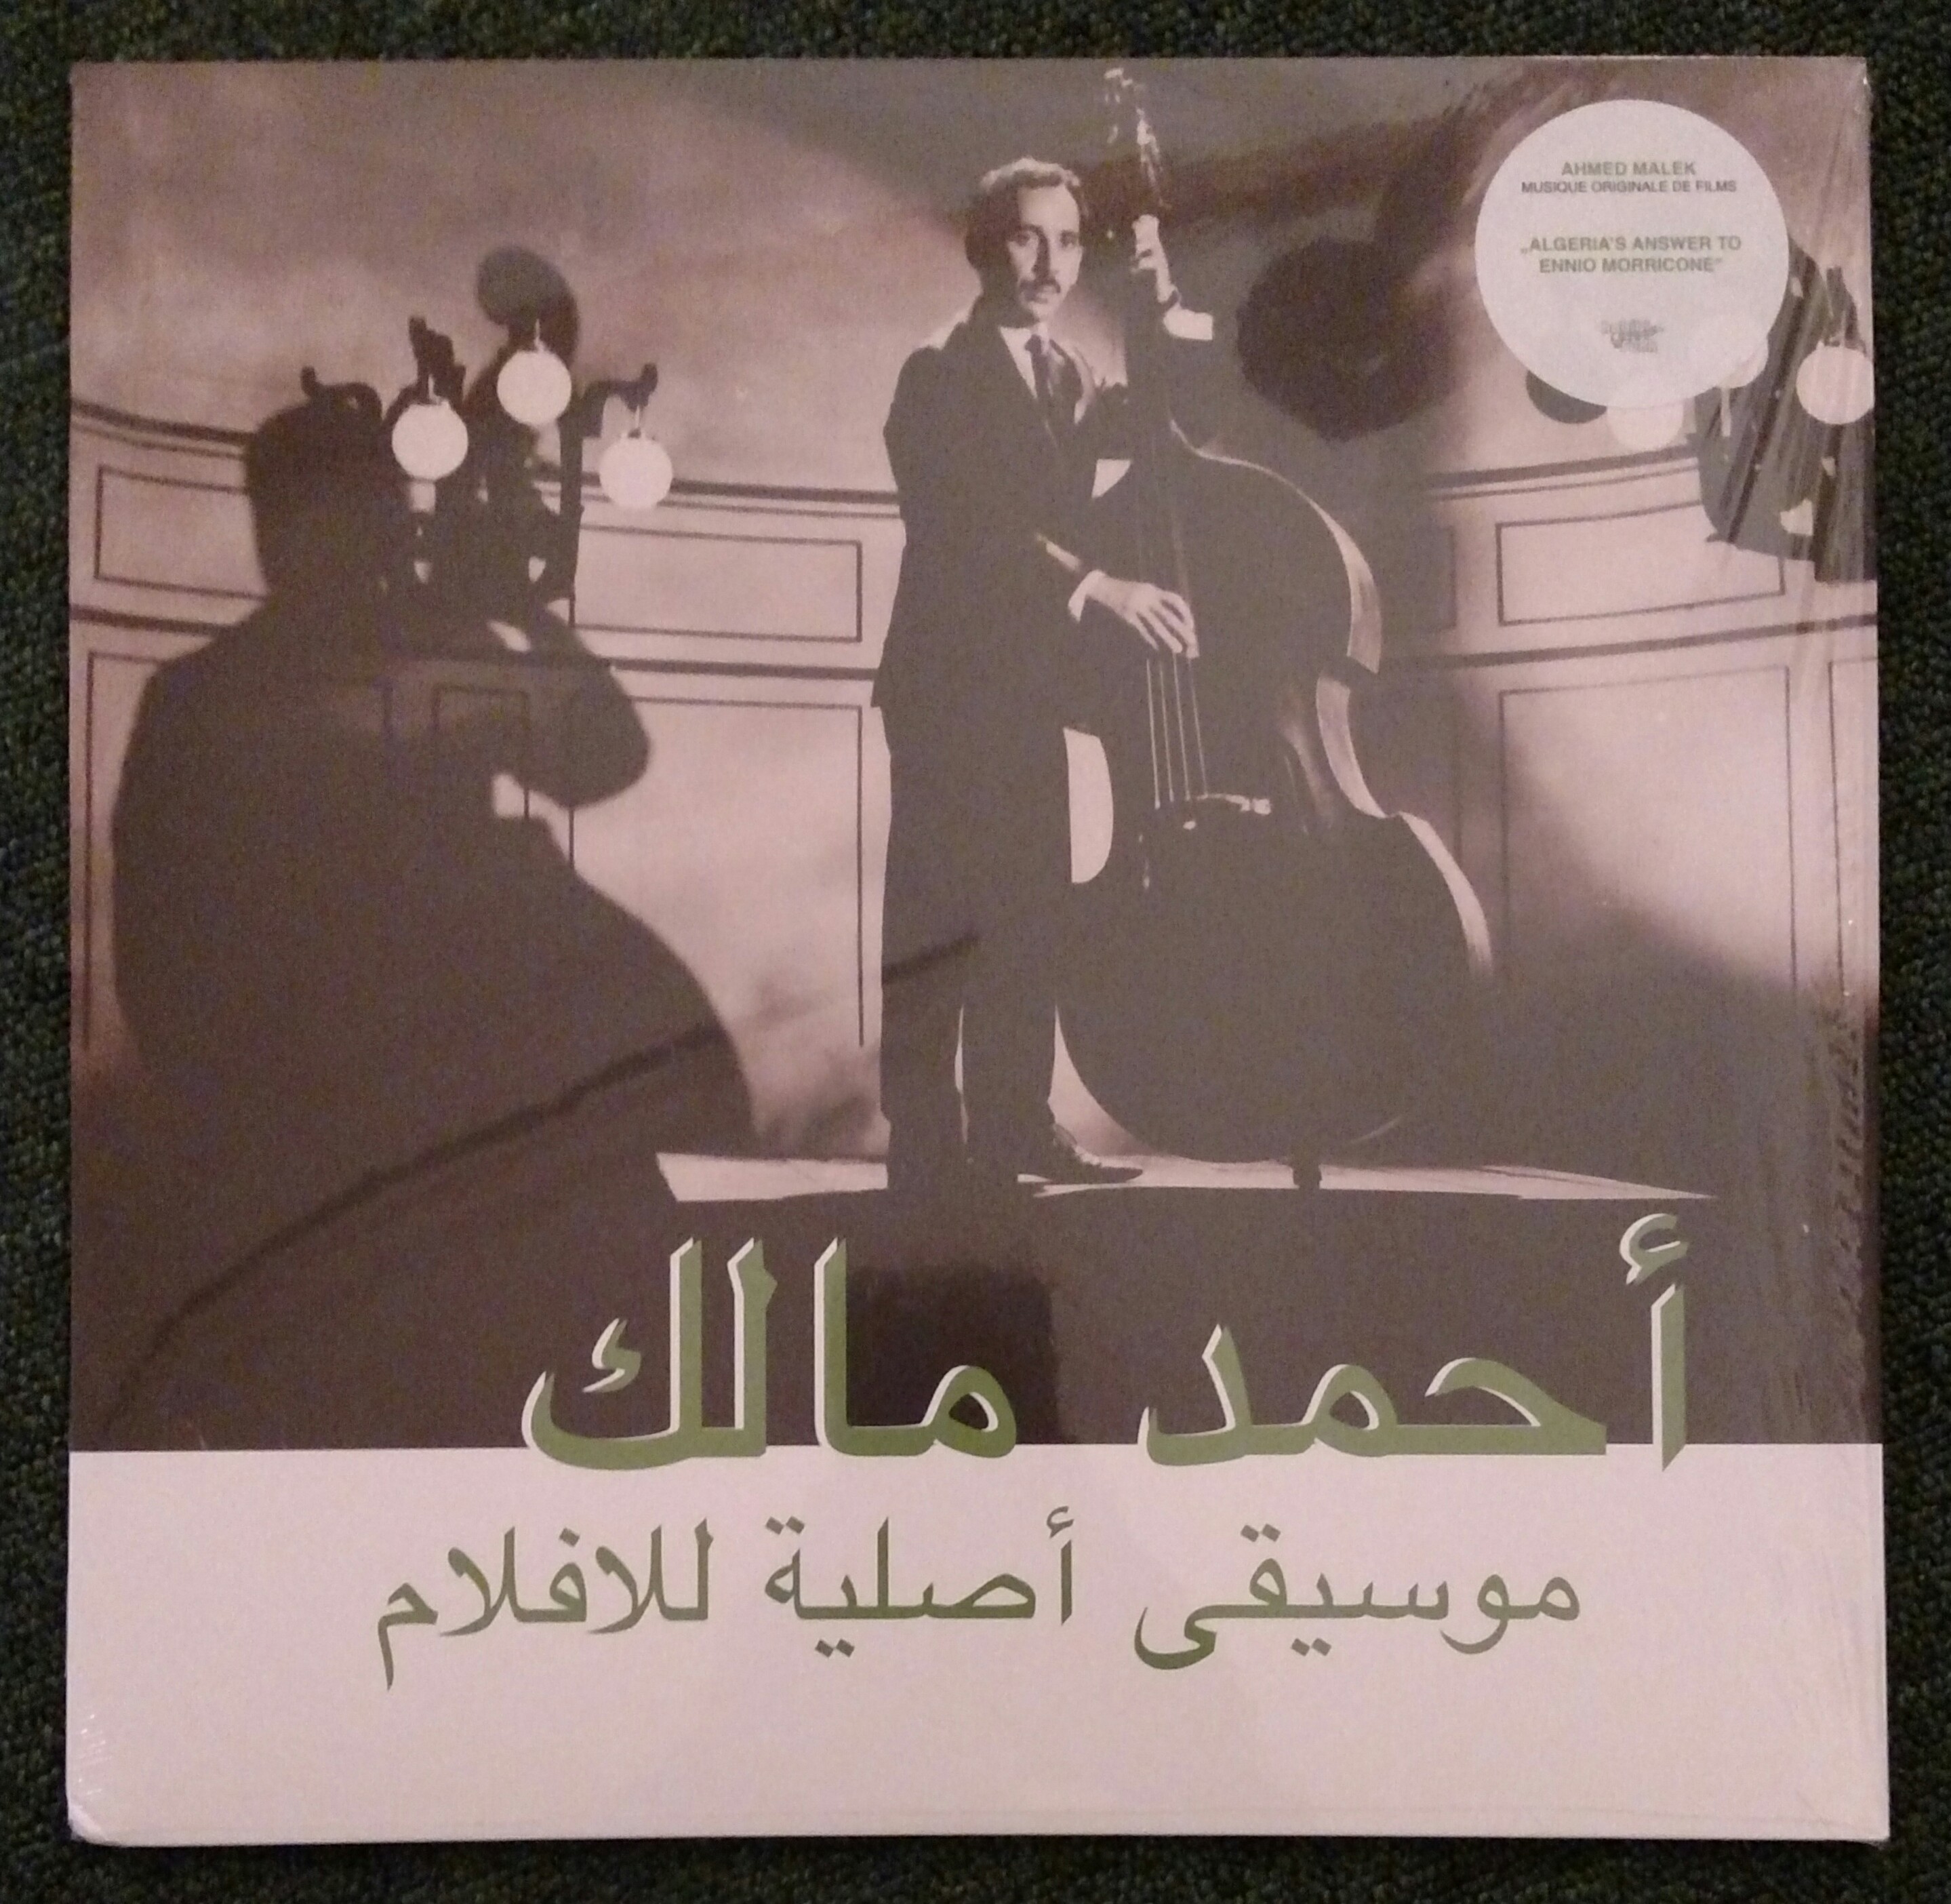 AHMED MALEK
MUSIQUE ORIGINALE DE FILMS
„ALGERIA'S ANSWER TO
ENNIO MORRICONE"
أحمد مالك
موسيقى أصلية للافلام